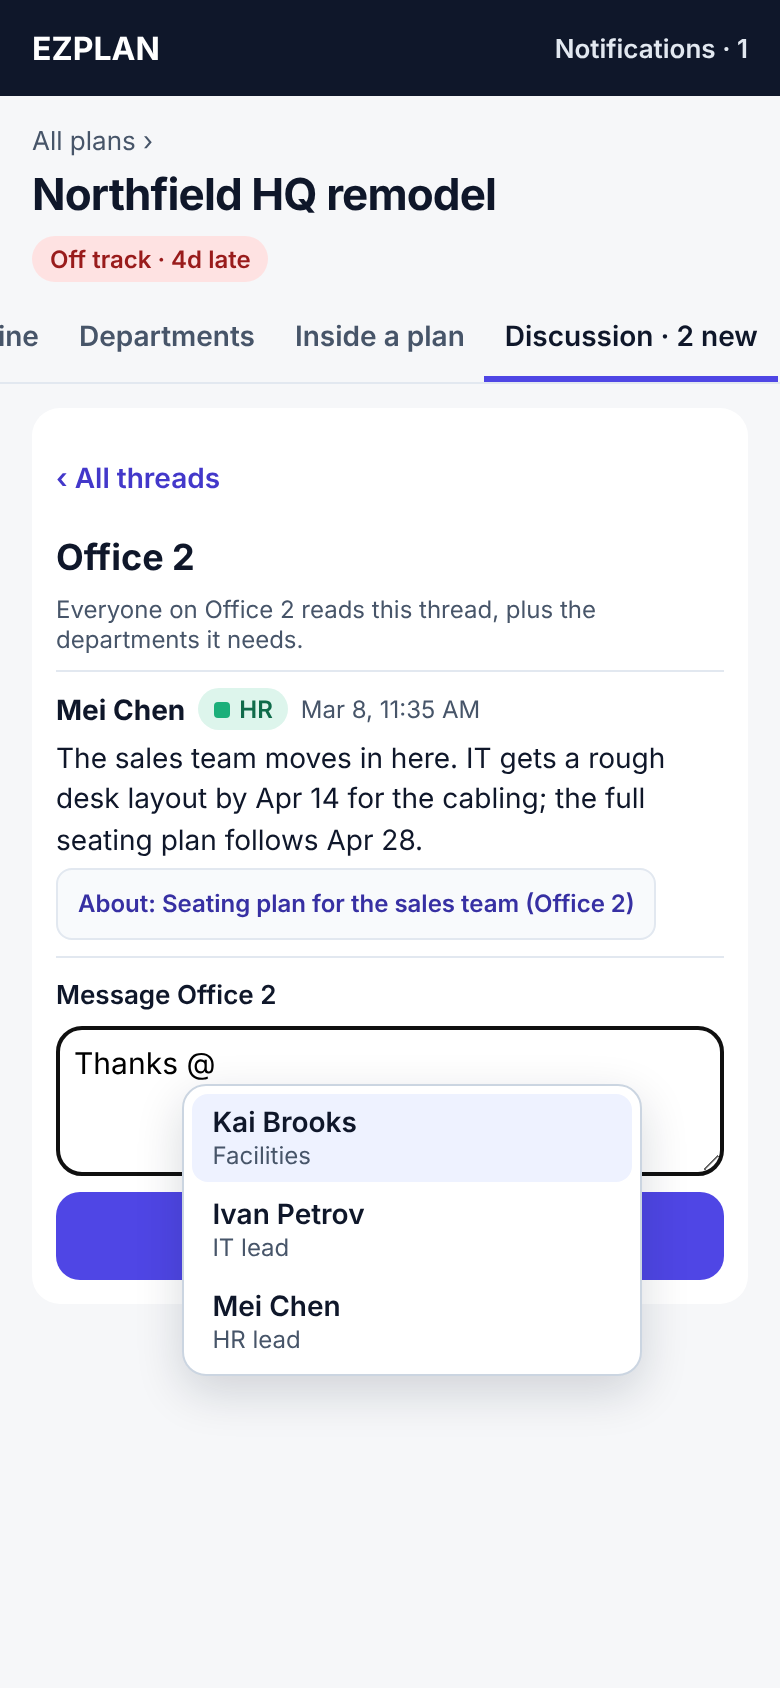 EZPLAN
Notifications · 1
All plans ›
Northfield HQ remodel
Off track · 4d late
ine
Departments
Inside a plan
Discussion · 2 new
‹ All threads
Office 2
Everyone on Office 2 reads this thread, plus the
departments it needs.
Mei Chen HR Mar 8, 11:35 AM
The sales team moves in here. IT gets a rough
desk layout by Apr 14 for the cabling; the full
seating plan follows Apr 28.
About: Seating plan for the sales team (Office 2)
Message Office 2
Thanks @
Kai Brooks
Facilities
Ivan Petrov
IT lead
Mei Chen
HR lead